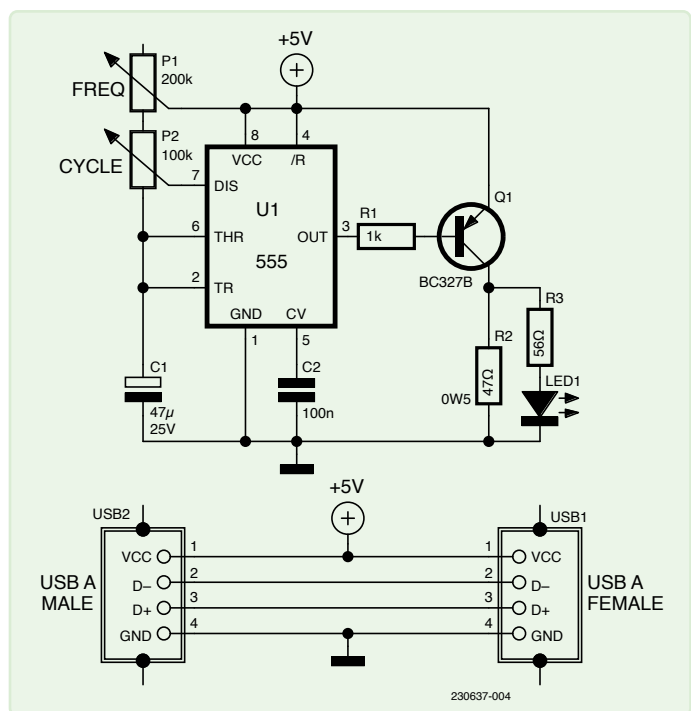 +5V
P1
200k
FREQ
P2
100k
CYCLE
8
4
VCC
/R
7
DIS
Q1
U1
R1
6
THR
OUT
3
1k
555
BC327B
2
TR
R3
GND
CV
56Ω
R2
1
5
47Ω
C1
C2
LED1
0W5
47µ
25V
100n
+5V
USB2
USB1
VCC
1
1
VCC
USB A
MALE
D–
2
2
D–
USB A
FEMALE
D+
3
3
D+
GND
4
4
GND
230637-004